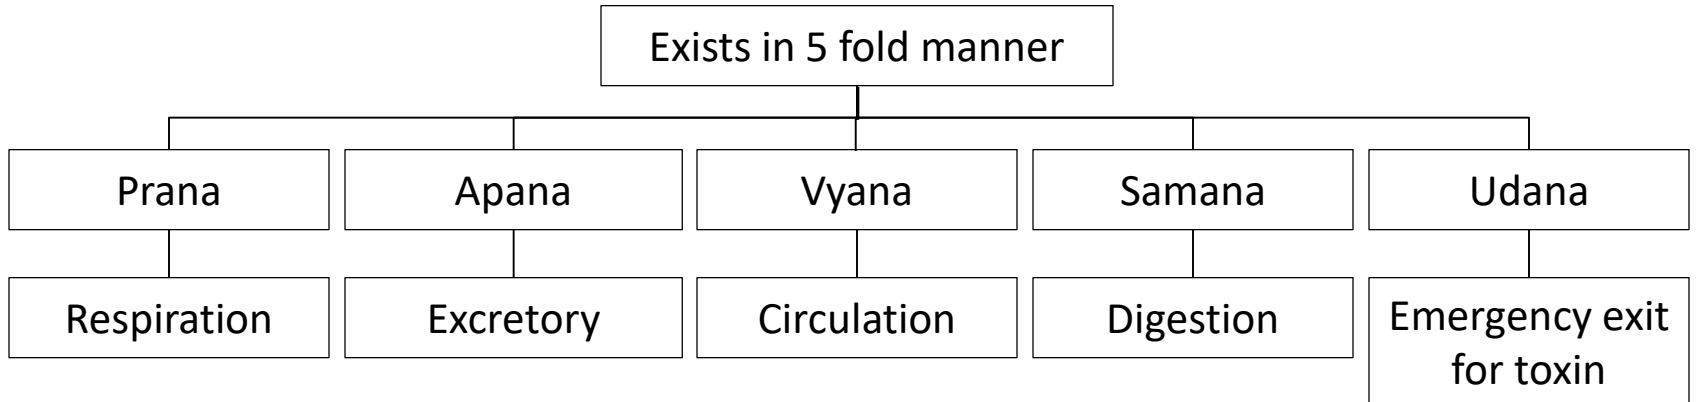 Exists in 5 fold manner
Prana
Apana
Vyana
Samana
Udana
Respiration
Excretory
Circulation
Digestion
Emergency exit
for toxin